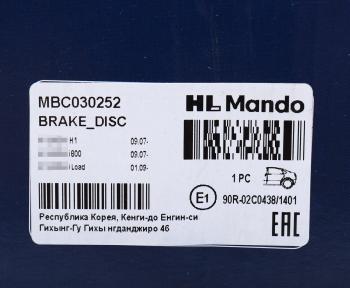 MBC030252
BRAKE_DISC
H1 09.07-
i800 09.07-
Load 01.09-
HL Mando
1 PC
E1
90R-02C0438/1401
EAC
Республика Корея, Кенги-до Енгин-си
Гихынг-Гу Гихы нгданджиро 46